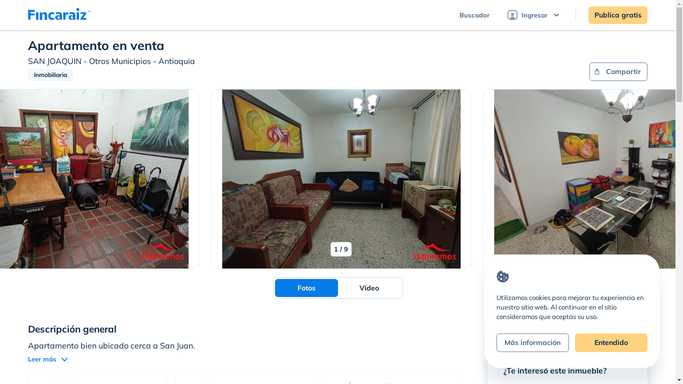 Fincaraiz
Buscador
Ingresar
Publica gratis
Apartamento en venta
SAN JOAQUIN - Otros Municipios - Antioquia
Inmobiliaria
Compartir
1 / 9
Fotos
Video
Descripción general
Apartamento bien ubicado cerca a San Juan.
Leer más
Utilizamos cookies para mejorar tu experiencia en
nuestro sitio web. Al continuar en el sitio
consideramos que aceptas su uso.
Más información
Entendido
¿Te interesó este inmueble?